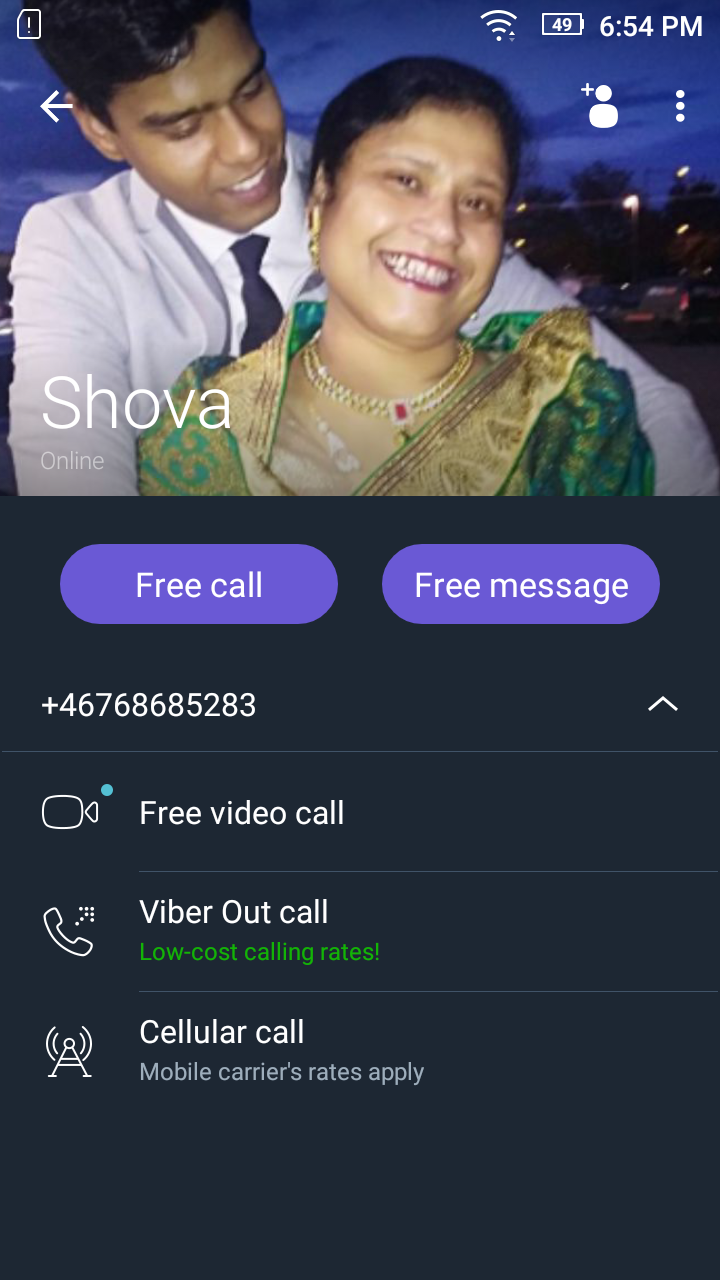 49 6:54 PM
Shova
Online
Free call
Free message
+46768685283
Free video call
Viber Out call
Low-cost calling rates!
Cellular call
Mobile carrier's rates apply